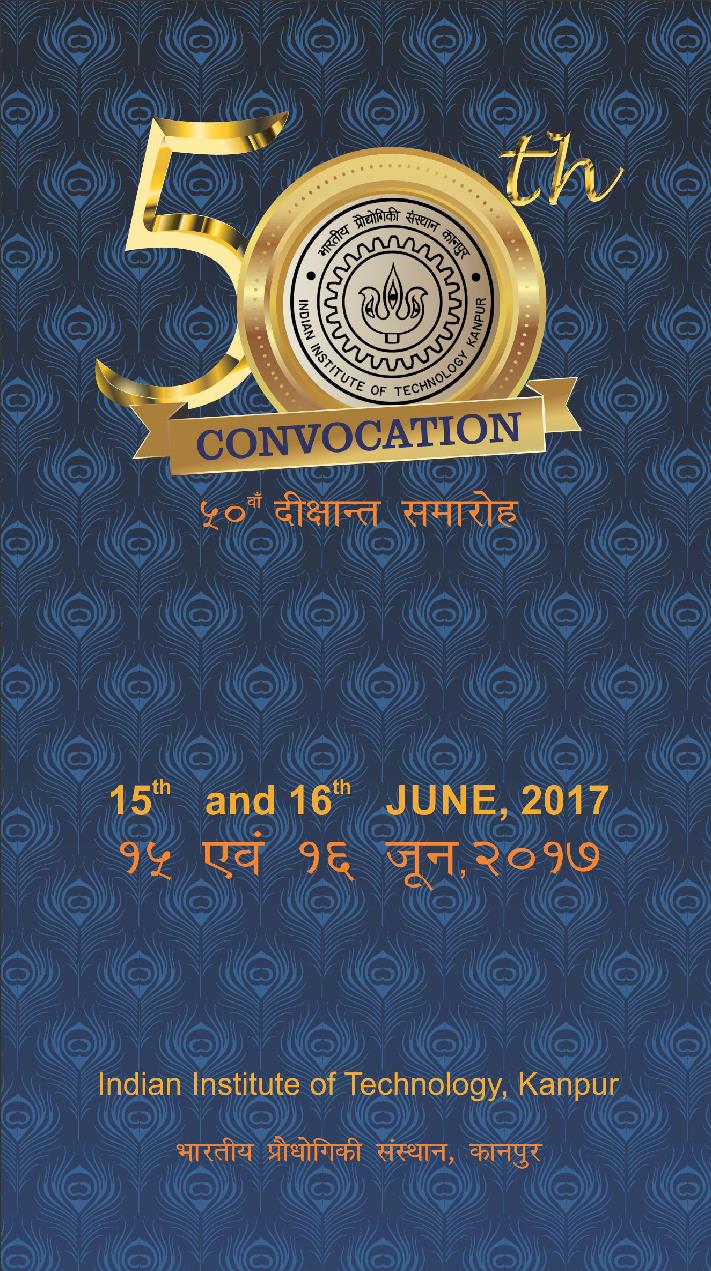 50th
भारतीय प्रौद्योगिकी संस्थान कानपुर
INDIAN INSTITUTE OF TECHNOLOGY KANPUR
CONVOCATION
५०वाँ दीक्षान्त समारोह
15th and 16th JUNE, 2017
१५ एवं १६ जून,२०१७
Indian Institute of Technology, Kanpur
भारतीय प्रौधोगिकी संस्थान, कानपुर